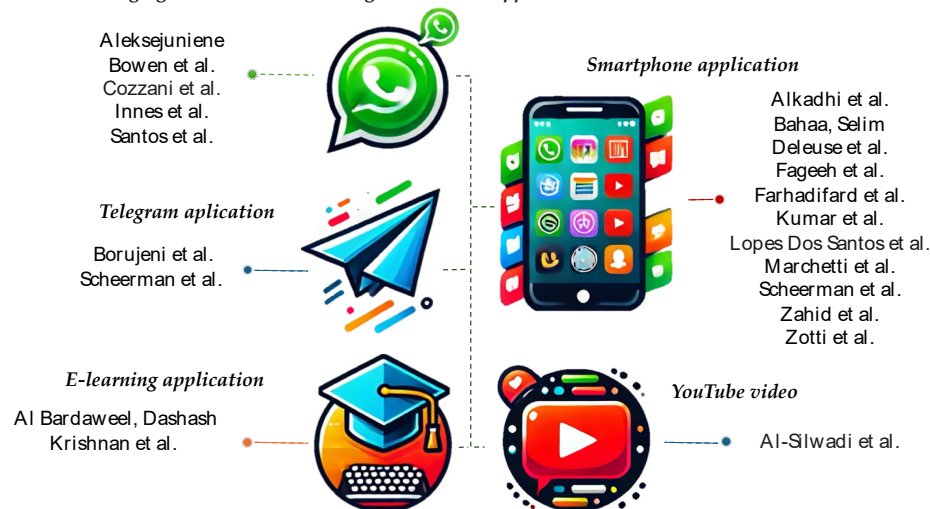 Aleksejuniene
Bowen et al.
Cozzani et al.
Innes et al.
Santos et al.
Smartphone application
Alkadhi et al.
Bahaa, Selim
Deleuse et al.
Fageeh et al.
Farhadifard et al.
Kumar et al.
Lopes Dos Santos et al.
Marchetti et al.
Scheerman et al.
Zahid et al.
Zotti et al.
Telegram aplication
Borujeni et al.
Scheerman et al.
E-learning application
Al Bardaweel, Dashash
Krishnan et al.
YouTube video
Al-Silwadi et al.